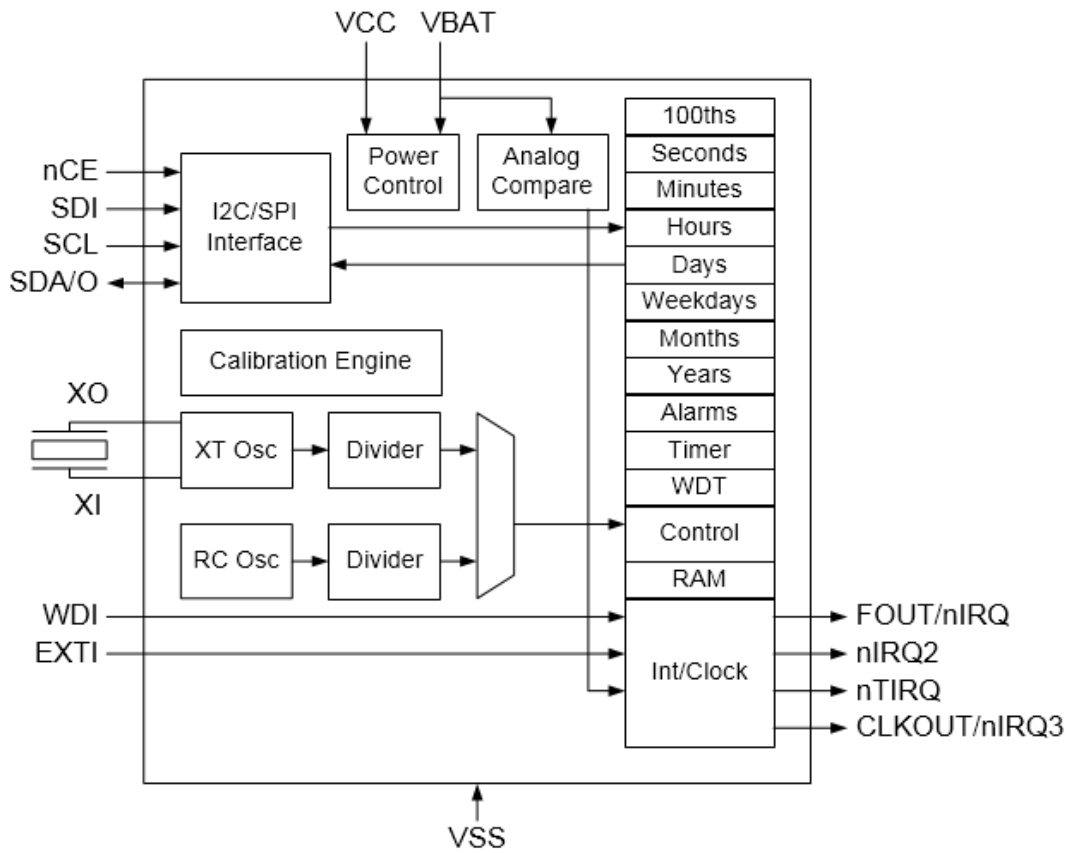 VCC VBAT
nCE
SDI
SCL
SDA/O
I2C/SPI
Interface
Power
Control
Analog
Compare
100ths
Seconds
Minutes
Hours
Days
Weekdays
Months
Years
Alarms
Timer
WDT
Control
RAM
Int/Clock
Calibration Engine
XO
XI
XT Osc
Divider
RC Osc
Divider
WDI
EXTI
FOUT/nIRQ
nIRQ2
nTIRQ
CLKOUT/nIRQ3
VSS